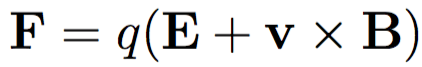 F = q(E + v × B)